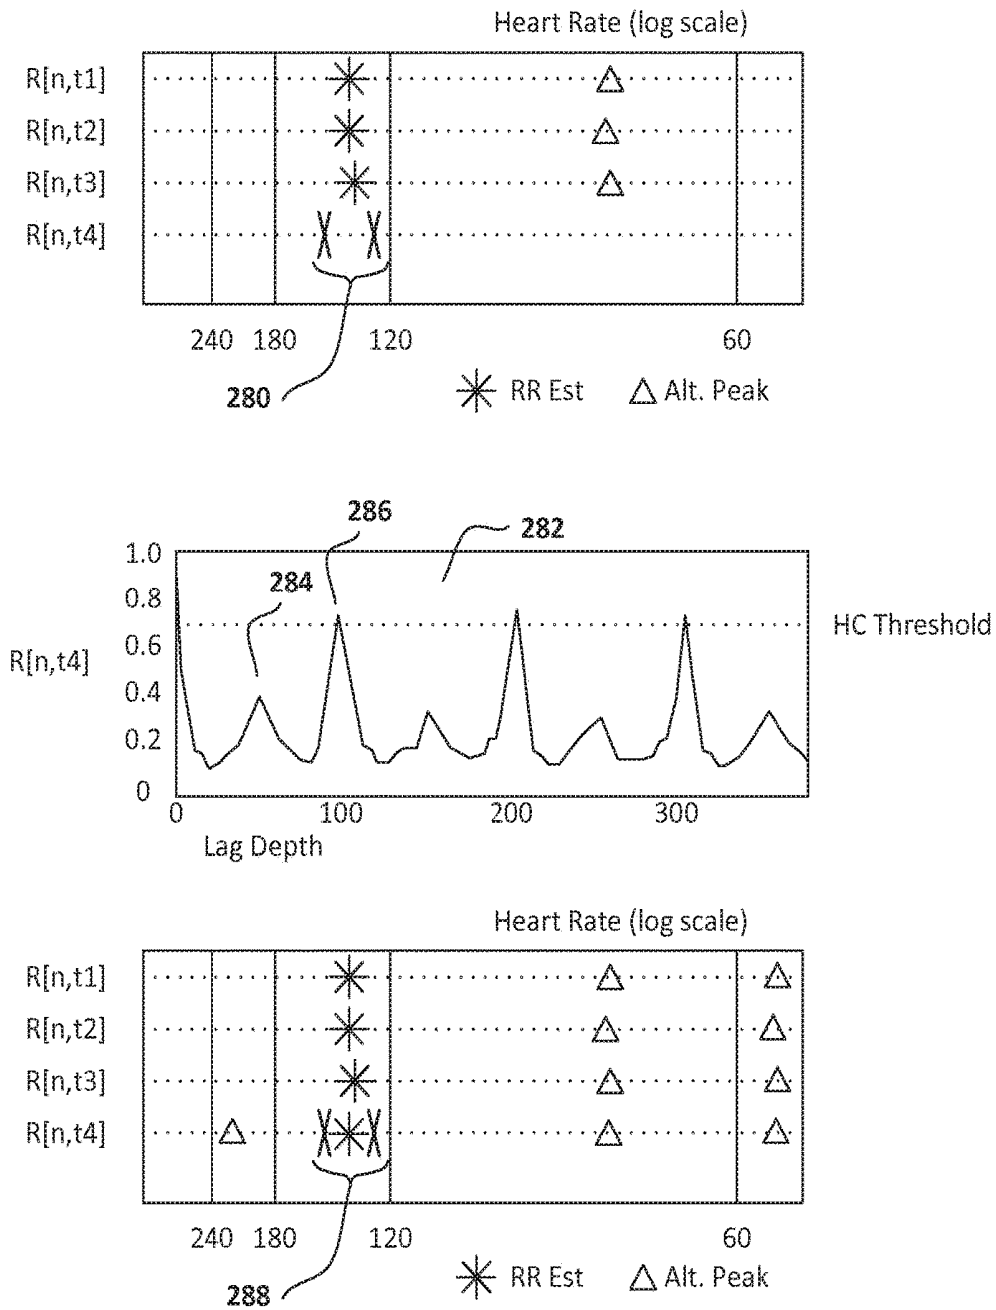 Heart Rate (log scale)
R[n,t1]
R[n,t2]
R[n,t3]
R[n,t4]
240 180 120 60
280
RR Est Alt. Peak
286
282
284
1.0
0.8
0.6
0.4
0.2
0
R[n,t4]
HC Threshold
0 100 200 300
Lag Depth
Heart Rate (log scale)
R[n,t1]
R[n,t2]
R[n,t3]
R[n,t4]
240 180 120 60
288
RR Est Alt. Peak